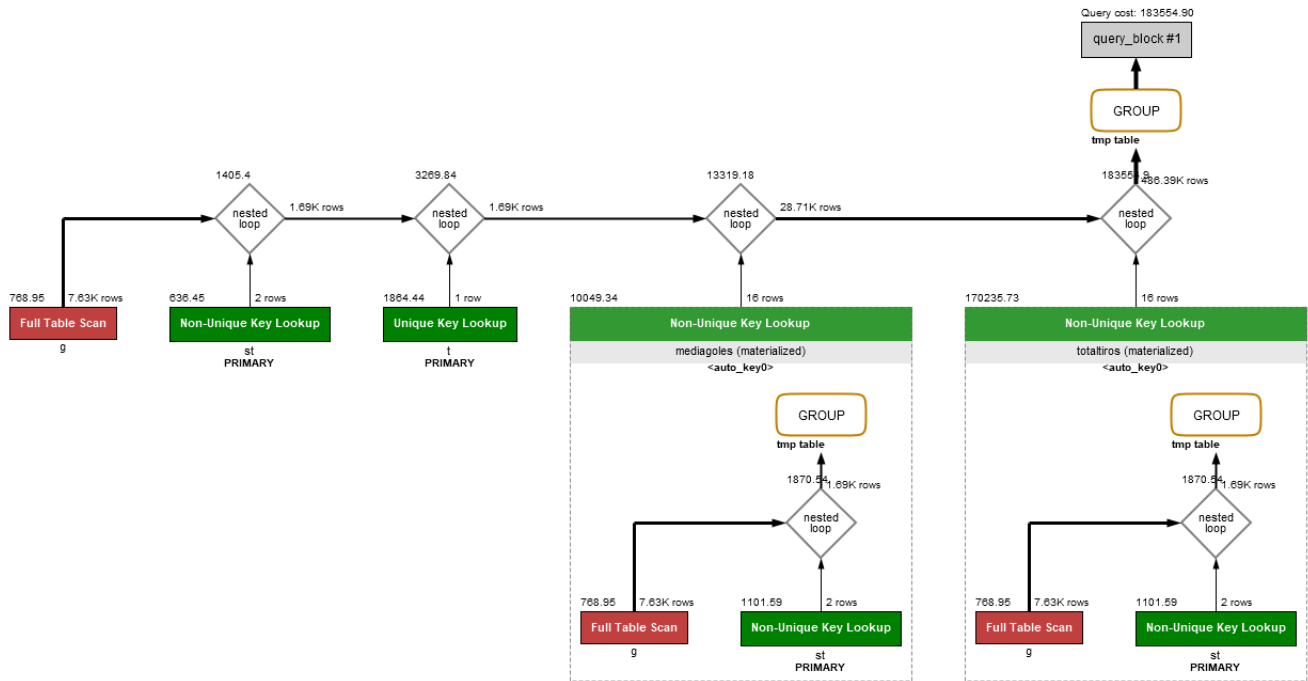 Query cost: 183554.90
query_block #1
GROUP
tmp table
1405.4
3269.84
13319.18
183554.9
486.39K rows
nested loop
1.69K rows
nested loop
1.69K rows
nested loop
28.71K rows
nested loop
768.95
7.63K rows
636.45
2 rows
1864.44
1 row
10049.34
16 rows
170235.73
16 rows
Full Table Scan
Non-Unique Key Lookup
Unique Key Lookup
Non-Unique Key Lookup
Non-Unique Key Lookup
g
st
t
mediagoles (materialized)
totaltiros (materialized)
PRIMARY
PRIMARY
<auto_key0>
<auto_key0>
GROUP
GROUP
tmp table
tmp table
1870.54
1.69K rows
1870.54
1.69K rows
nested loop
nested loop
768.95
7.63K rows
1101.59
2 rows
768.95
7.63K rows
1101.59
2 rows
Full Table Scan
Non-Unique Key Lookup
Full Table Scan
Non-Unique Key Lookup
g
st
g
st
PRIMARY
PRIMARY